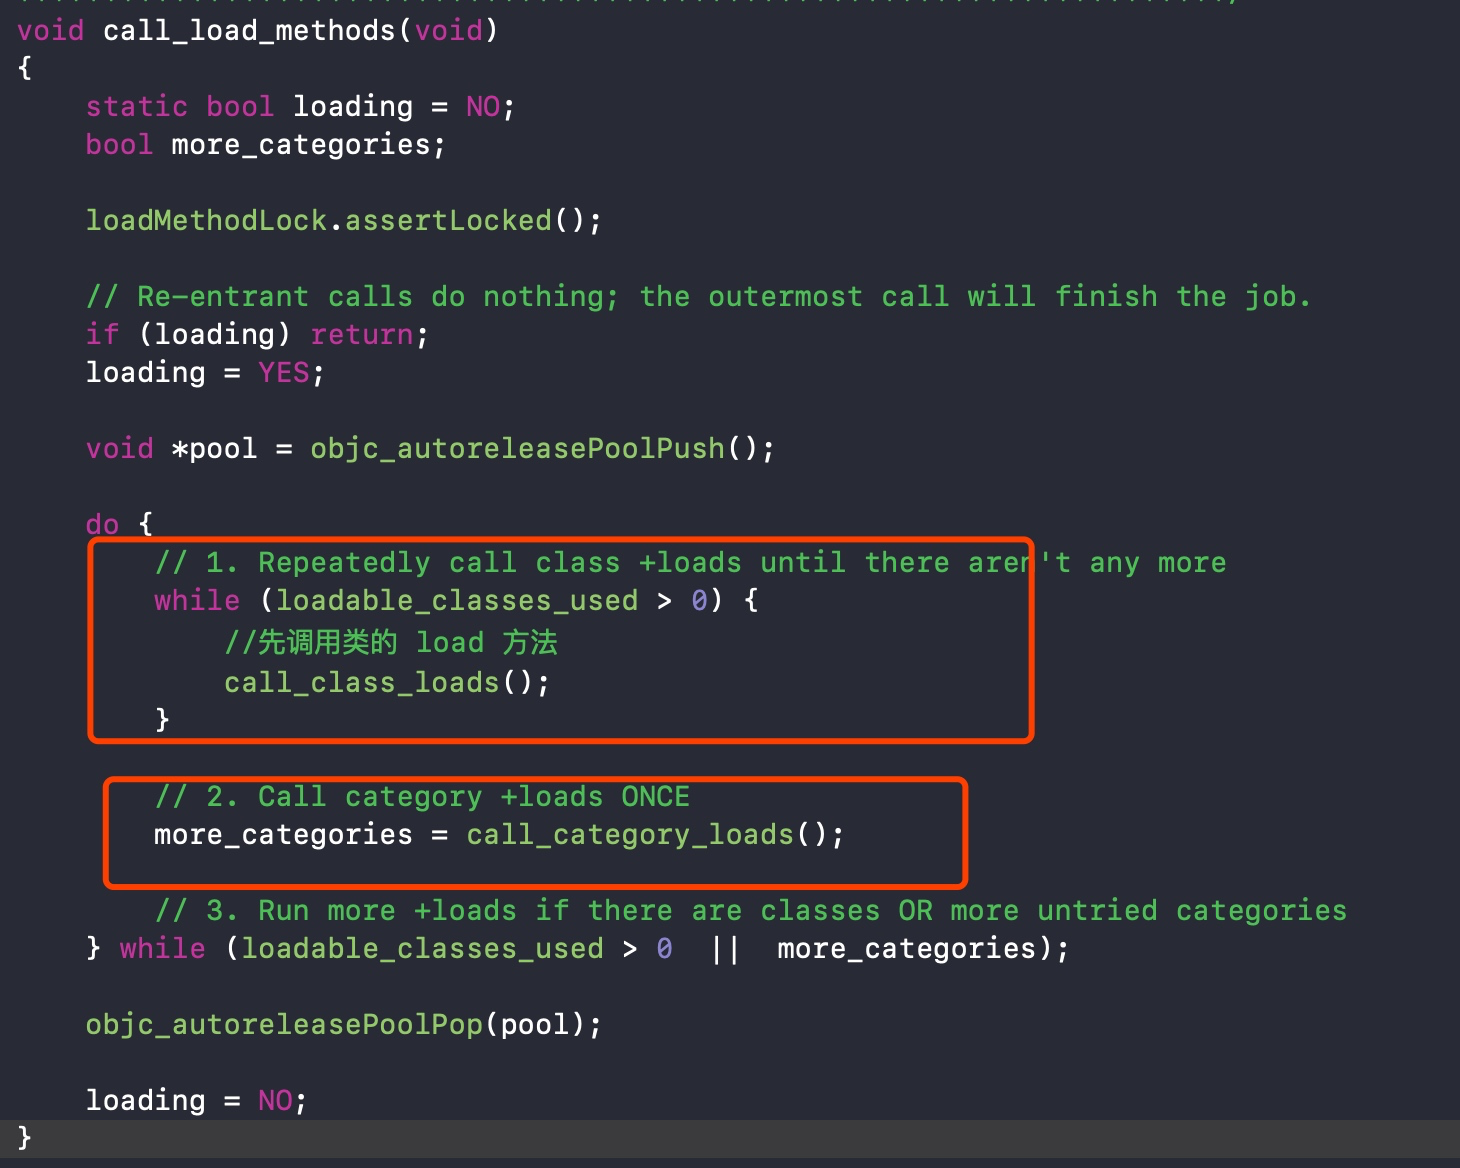 void call_load_methods(void)
{
    static bool loading = NO;
    bool more_categories;

    loadMethodLock.assertLocked();

    // Re-entrant calls do nothing; the outermost call will finish the job.
    if (loading) return;
    loading = YES;

    void *pool = objc_autoreleasePoolPush();

    do {
        // 1. Repeatedly call class +loads until there aren't any more
        while (loadable_classes_used > 0) {
            //先调用类的 load 方法
            call_class_loads();
        }

        // 2. Call category +loads ONCE
        more_categories = call_category_loads();

        // 3. Run more +loads if there are classes OR more untried categories
    } while (loadable_classes_used > 0  ||  more_categories);

    objc_autoreleasePoolPop(pool);

    loading = NO;
}